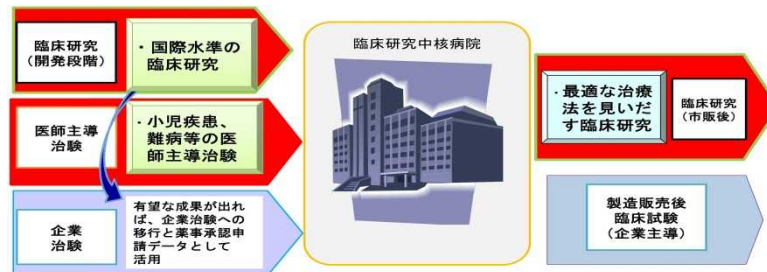 臨床研究
（開発段階）
・国際水準の
臨床研究
医師主導
治験
・小児疾患、
難病等の医
師主導治験
企業
治験
有望な成果が出れ
ば、企業治験への
移行と薬事承認申
請データとして
活用
臨床研究中核病院
・最適な治療
法を見いだ
す臨床研究
臨床研究
（市販後）
製造販売後
臨床試験
（企業主導）